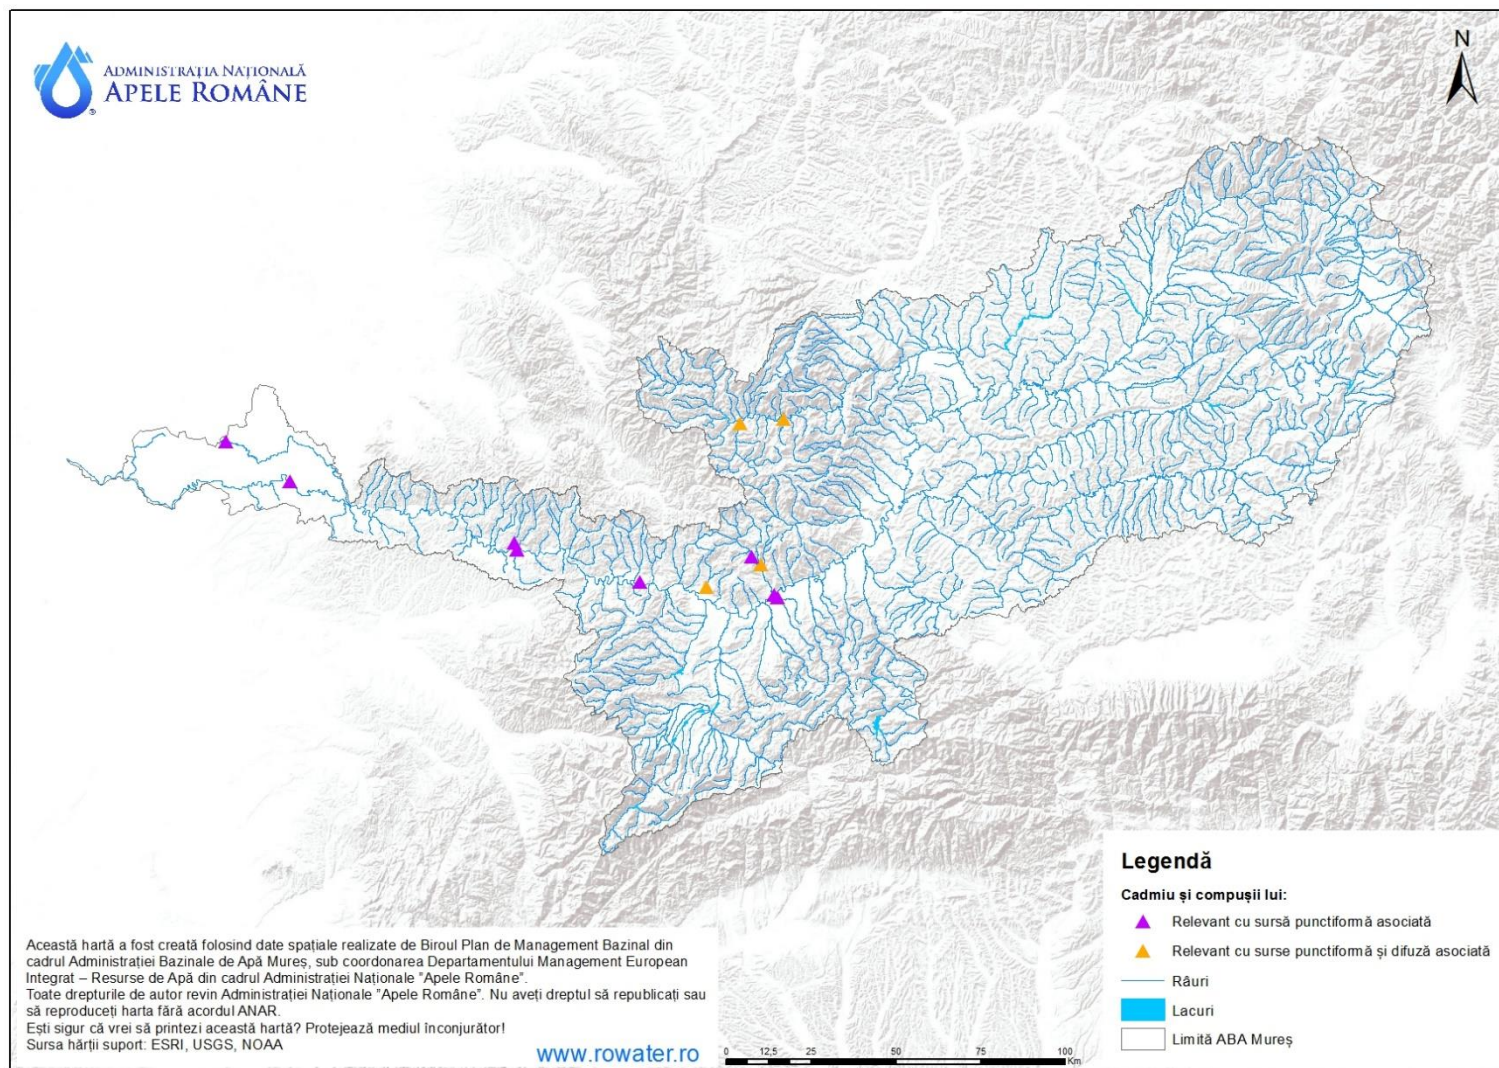 N
ADMINISTRAȚIA NAȚIONALĂ
APELE ROMÂNE
®
Legendă
Cadmiu și compușii lui:
Relevant cu sursă punctiformă asociată
Relevant cu surse punctiformă și difuză asociată
Râuri
Lacuri
Limită ABA Mureș
Această hartă a fost creată folosind date spațiale realizate de Biroul Plan de Management Bazinal din
cadrul Administrației Bazinale de Apă Mureș, sub coordonarea Departamentului Management European
Integrat – Resurse de Apă din cadrul Administrației Naționale "Apele Române".
Toate drepturile de autor revin Administrației Naționale "Apele Române". Nu aveți dreptul să republicați sau
să reproduceți harta fără acordul ANAR.
Ești sigur că vrei să printezi această hartă? Protejează mediul înconjurător!
Sursa hărții suport: ESRI, USGS, NOAA
www.rowater.ro
0 12,5 25 50 75 100
Km